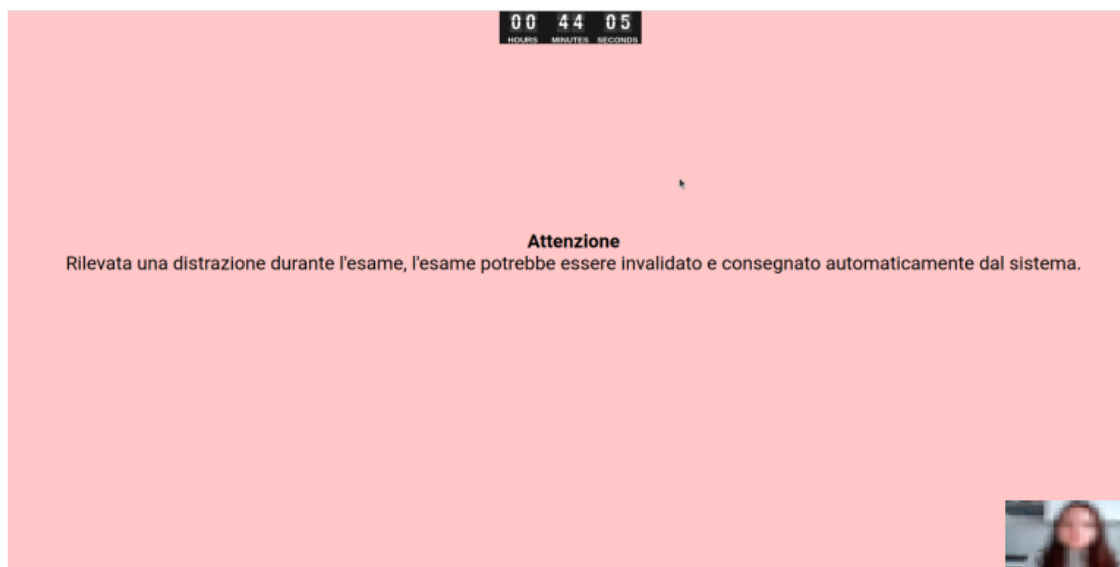 00 44 05
HOURS MINUTES SECONDS
Attenzione
Rilevata una distrazione durante l'esame, l'esame potrebbe essere invalidato e consegnato automaticamente dal sistema.